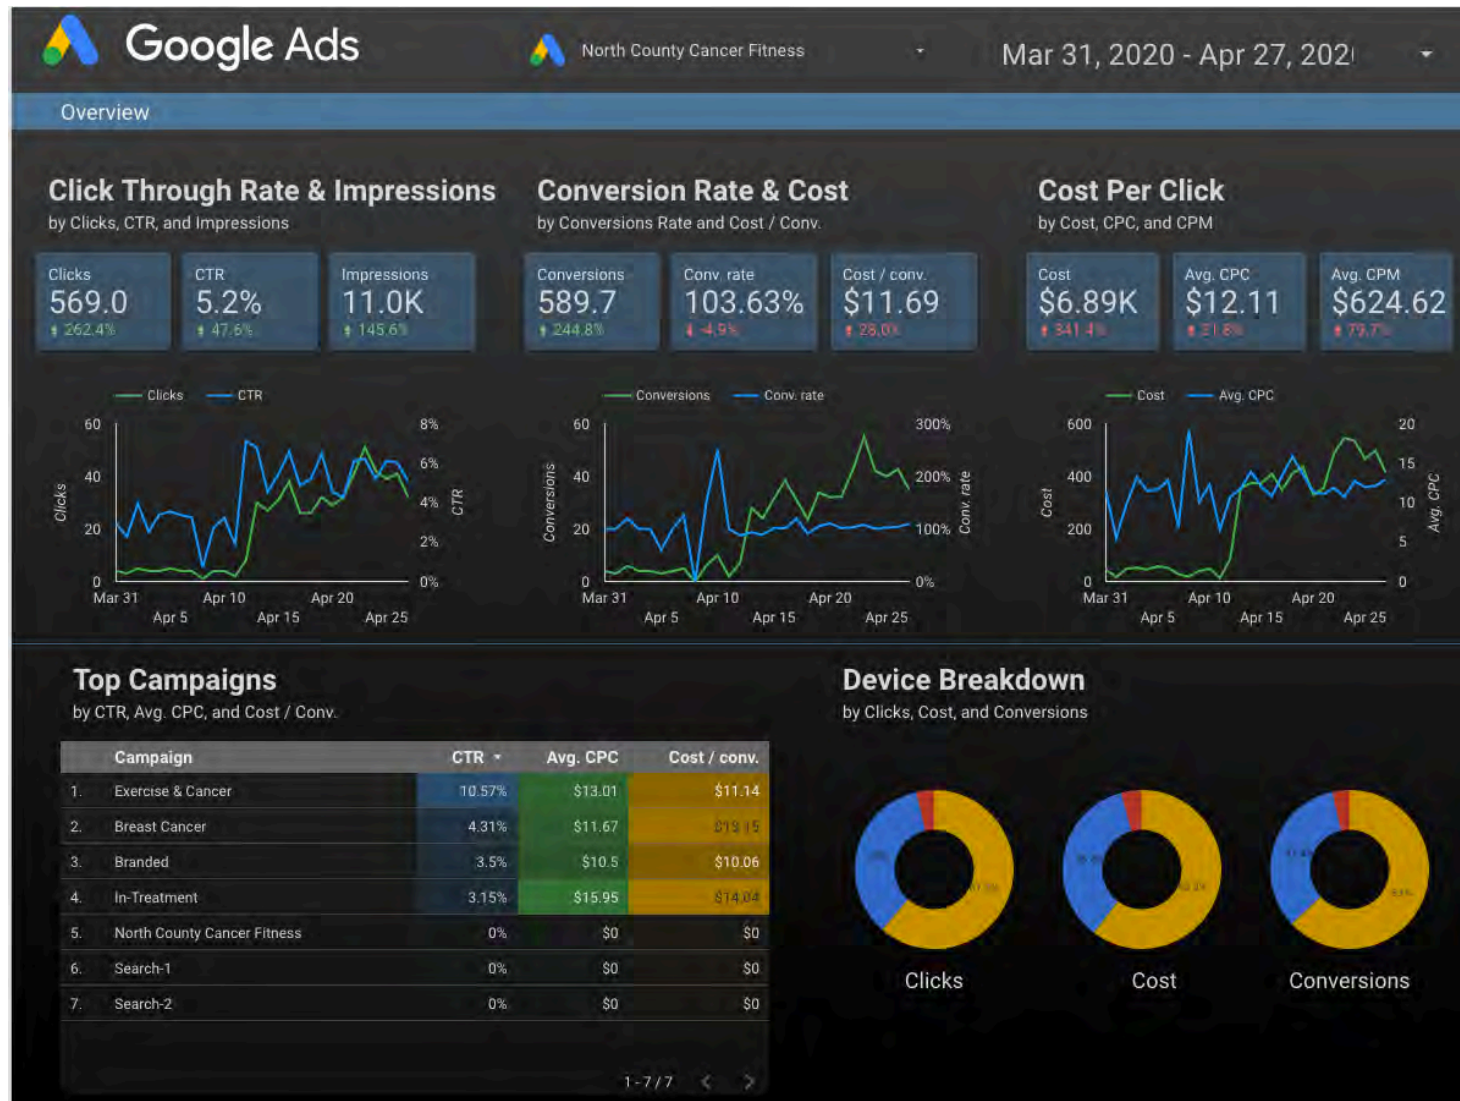 Google Ads
North County Cancer Fitness
Mar 31, 2020 - Apr 27, 202
Overview
Click Through Rate & Impressions
by Clicks, CTR, and Impressions
Clicks
569.0
262.4%
CTR
5.2%
47.6%
Impressions
11.0K
145.6%
Conversion Rate & Cost
by Conversions Rate and Cost / Conv.
Conversions
589.7
244.8%
Conv. rate
103.63%
-4.9%
Cost / conv.
$11.69
28.0%
Cost Per Click
by Cost, CPC, and CPM
Cost
$6.89K
341.4%
Avg. CPC
$12.11
21.8%
Avg. CPM
$624.62
79.7%
Clicks CTR
60
40
20
0
Clicks
8%
6%
4%
2%
0%
CTR
Mar 31 Apr 10 Apr 20
Apr 5 Apr 15 Apr 25
Conversions Conv. rate
60
40
20
0
Conversions
300%
200%
100%
0%
Conv. rate
Mar 31 Apr 10 Apr 20
Apr 5 Apr 15 Apr 25
Cost Avg. CPC
600
400
200
0
Cost
20
15
10
5
0
Avg. CPC
Mar 31 Apr 10 Apr 20
Apr 5 Apr 15 Apr 25
Top Campaigns
by CTR, Avg. CPC, and Cost / Conv.
Campaign CTR Avg. CPC Cost / conv.
1. Exercise & Cancer 10.57% $13.01 $11.14
2. Breast Cancer 4.31% $11.67 $13.15
3. Branded 3.5% $10.5 $10.06
4. In-Treatment 3.15% $15.95 $14.04
5. North County Cancer Fitness 0% $0 $0
6. Search-1 0% $0 $0
7. Search-2 0% $0 $0
1 - 7 / 7
Device Breakdown
by Clicks, Cost, and Conversions
Clicks
Cost
Conversions